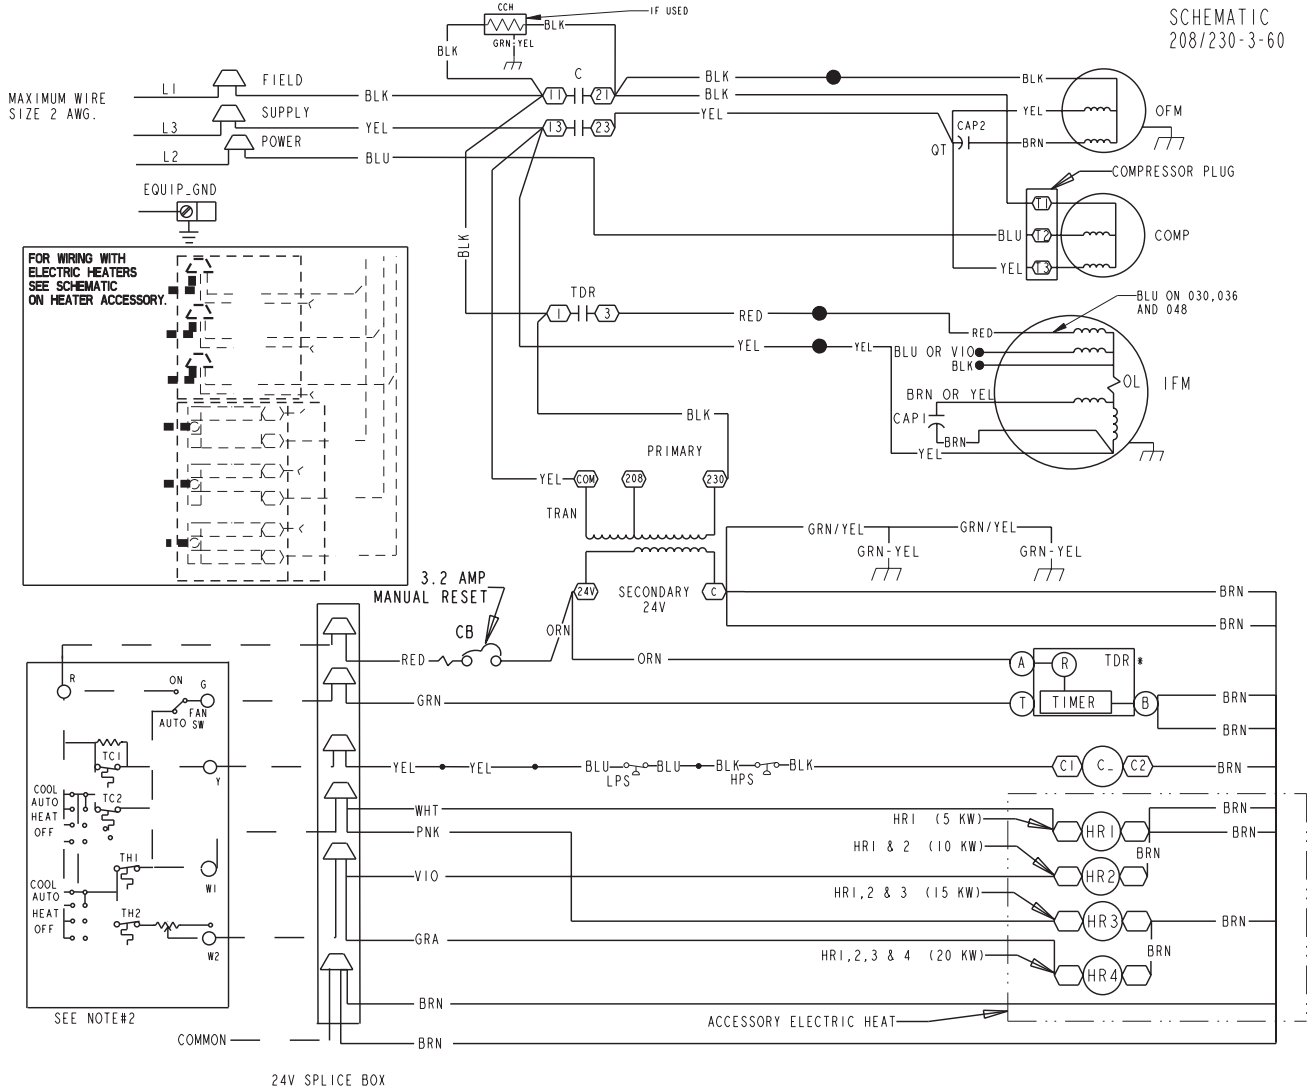 SCHEMATIC
208/230-3-60
CCH
IF USED
BLK
GRN-YEL
BLK
C
L1
FIELD
BLK
11
21
BLK
BLK
BLK
MAXIMUM WIRE
SIZE 2 AWG.
L3
SUPPLY
YEL
13
23
YEL
YEL
OFM
CAP2
QT
BRN
L2
POWER
BLU
COMPRESSOR PLUG
EQUIP_GND
T1
BLU
T2
COMP
YEL
T3
BLK
FOR WIRING WITH
ELECTRIC HEATERS
SEE SCHEMATIC
ON HEATER ACCESSORY.
TDR
1
3
RED
BLU ON 030,036
AND 048
RED
YEL
YEL
BLU OR VIO
BLK
OL
IFM
BRN OR YEL
CAP1
BRN
YEL
BLK
PRIMARY
YEL
COM
208
230
TRAN
GRN/YEL
GRN/YEL
GRN-YEL
GRN-YEL
3.2 AMP
MANUAL RESET
24V
SECONDARY
24V
C
BRN
BRN
CB
ORN
RED
ORN
A
R
TDR *
T
TIMER
B
BRN
BRN
R
ON
G
AUTO
FAN
SW
GRN
TC1
Y
YEL
YEL
BLU
LPS
BLU
BLK
HPS
BLK
C1
C_
C2
BRN
COOL
AUTO
HEAT
OFF
TC2
WHT
PNK
HR1 (5 KW)
HR1
BRN
BRN
BRN
HR1 & 2 (10 KW)
HR2
TH1
W1
VIO
COOL
AUTO
HEAT
OFF
TH2
W2
HR1,2 & 3 (15 KW)
HR3
BRN
BRN
GRA
HR1,2,3 & 4 (20 KW)
HR4
BRN
SEE NOTE#2
ACCESSORY ELECTRIC HEAT
COMMON
BRN
24V SPLICE BOX